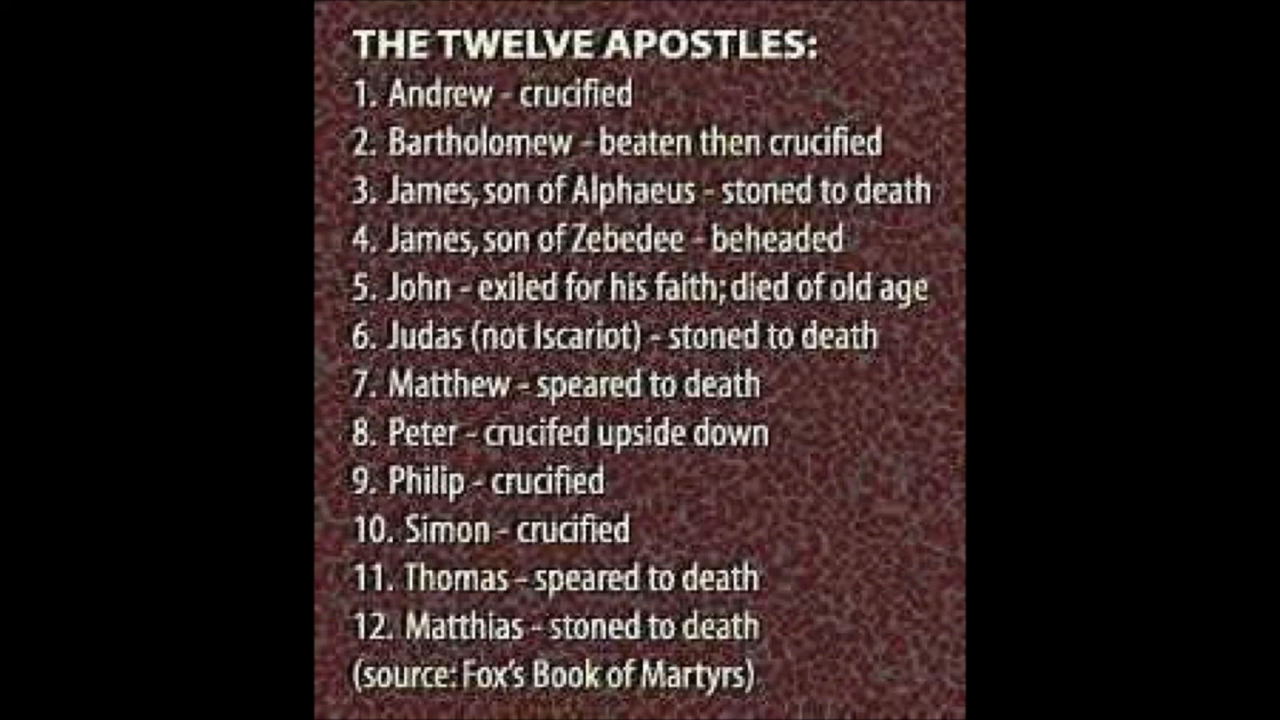 THE TWELVE APOSTLES:
1. Andrew - crucified
2. Bartholomew - beaten then crucified
3. James, son of Alphaeus - stoned to death
4. James, son of Zebedee - beheaded
5. John - exiled for his faith; died of old age
6. Judas (not Iscariot) - stoned to death
7. Matthew - speared to death
8. Peter - crucifed upside down
9. Philip - crucified
10. Simon - crucified
11. Thomas - speared to death
12. Matthias - stoned to death
(source: Fox's Book of Martyrs)